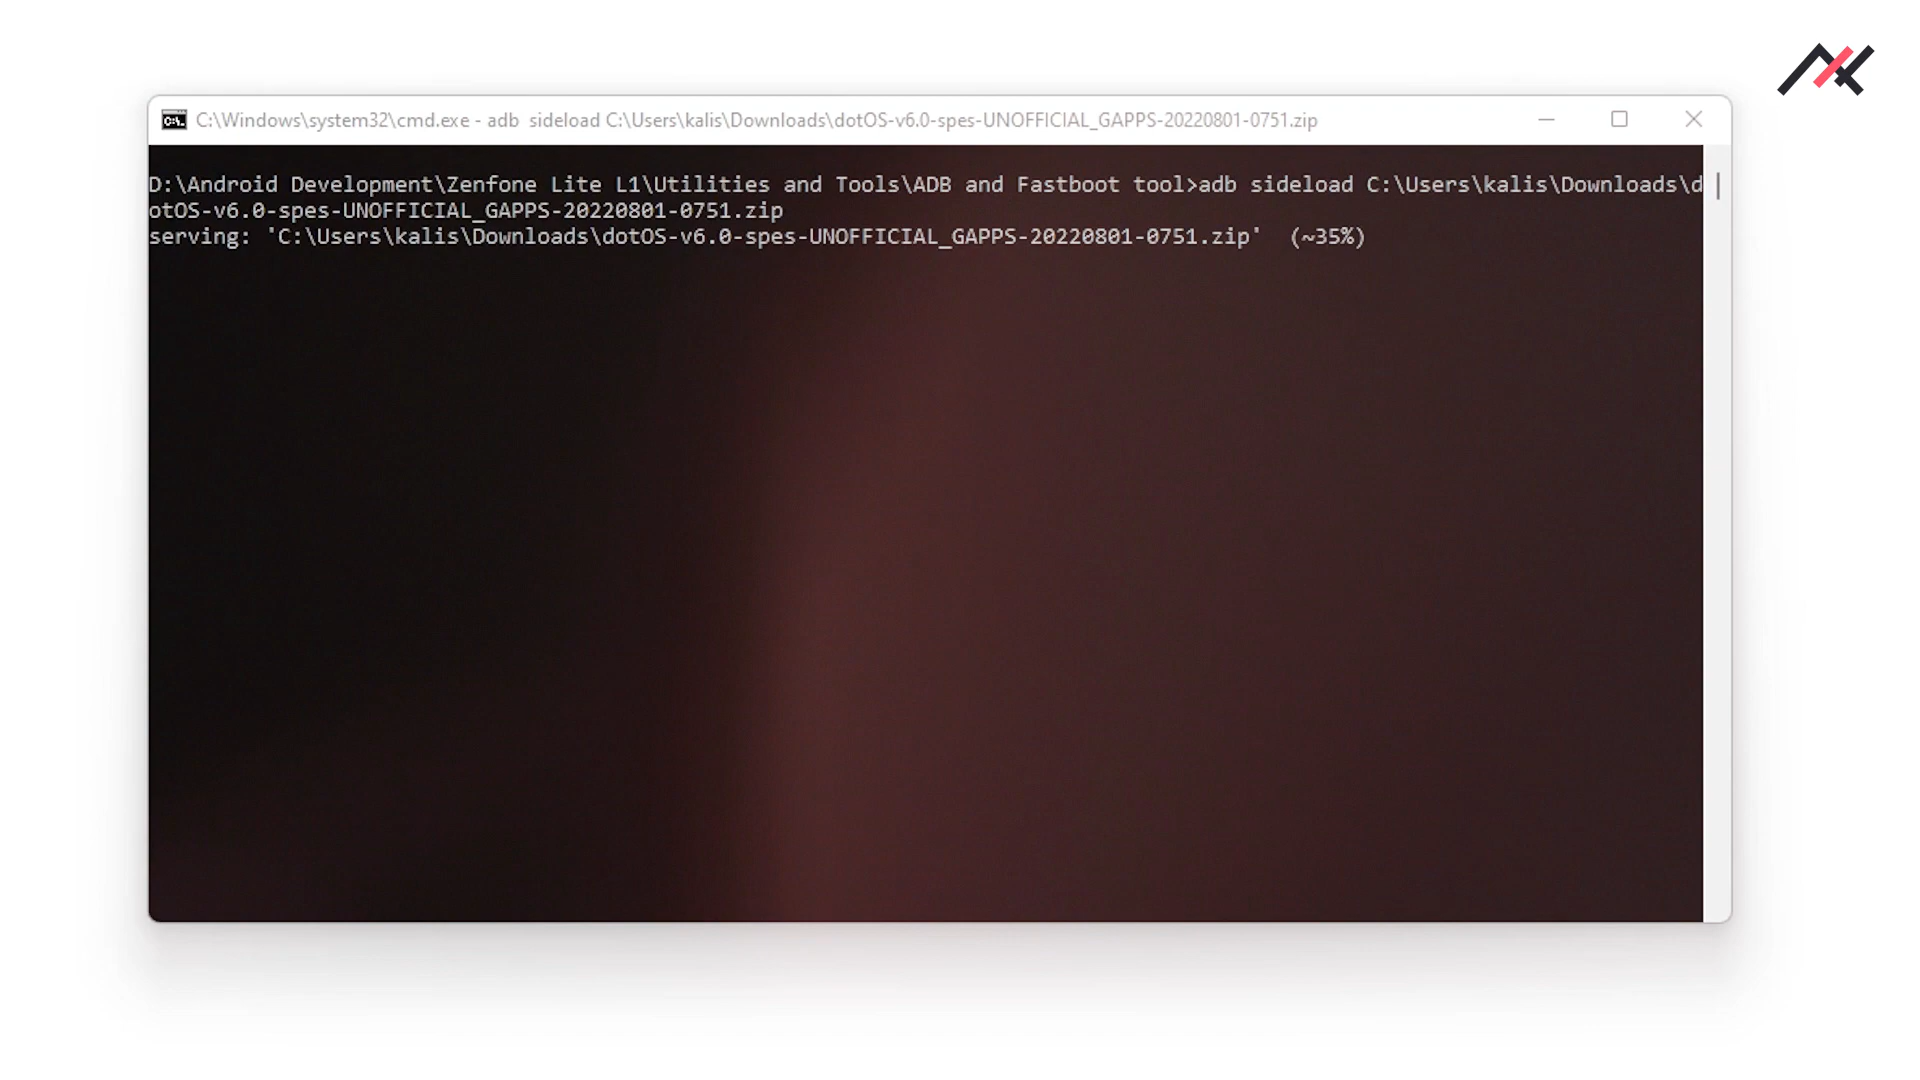 C:\Windows\system32\cmd.exe - adb  sideload C:\Users\kalis\Downloads\dotOS-v6.0-spes-UNOFFICIAL_GAPPS-20220801-0751.zip
D:\Android Development\Zenfone Lite L1\Utilities and Tools\ADB and Fastboot tool>adb sideload C:\Users\kalis\Downloads\d
otOS-v6.0-spes-UNOFFICIAL_GAPPS-20220801-0751.zip
serving: 'C:\Users\kalis\Downloads\dotOS-v6.0-spes-UNOFFICIAL_GAPPS-20220801-0751.zip'  (~35%)